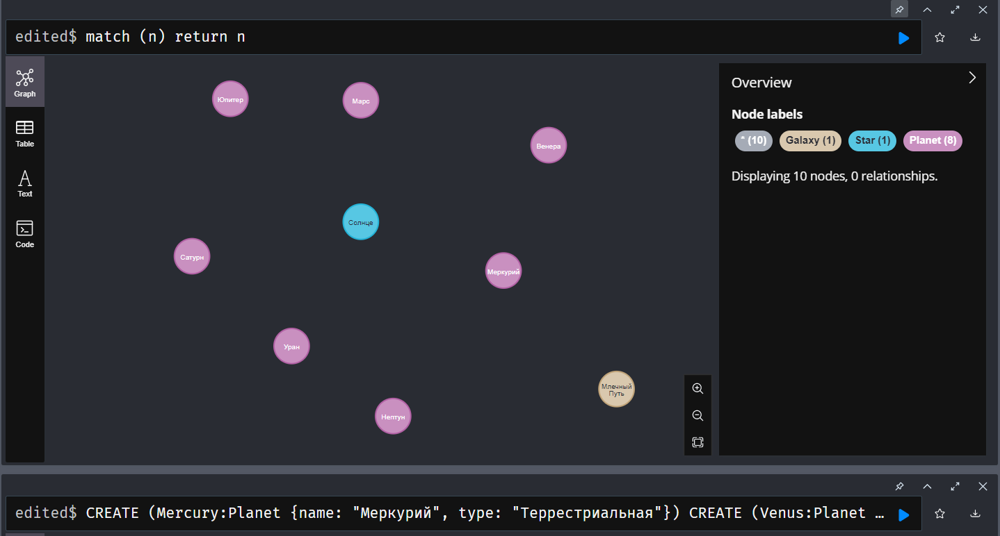 edited$ match (n) return n
Graph
Table
Text
Code
Юпитер
Марс
Венера
Солнце
Сатурн
Меркурий
Уран
Млечный
Путь
Нептун
Overview
Node labels
* (10) Galaxy (1) Star (1) Planet (8)
Displaying 10 nodes, 0 relationships.
edited$ CREATE (Mercury:Planet {name: "Меркурий", type: "Террестриальная"}) CREATE (Venus:Planet …